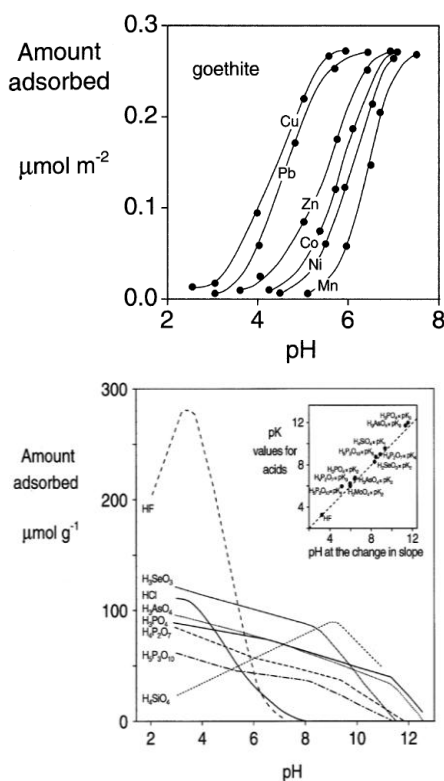 0.3
Amount
adsorbed
goethite
0.2
Cu
μmol m⁻²
Pb
0.1
Zn
Co
Ni
Mn
0.0
2 4 6 8
pH
300
Amount
adsorbed
μmol g⁻¹
200
HF
H₂SeO₃
HCl
100
H₃AsO₄
H₃PO₄
H₄P₂O₇
H₅P₃O₁₀
H₄SiO₄
0
2 4 6 8 10 12
pH
pK
values for
acids
12
8
4
HF
4 8 12
pH at the change in slope